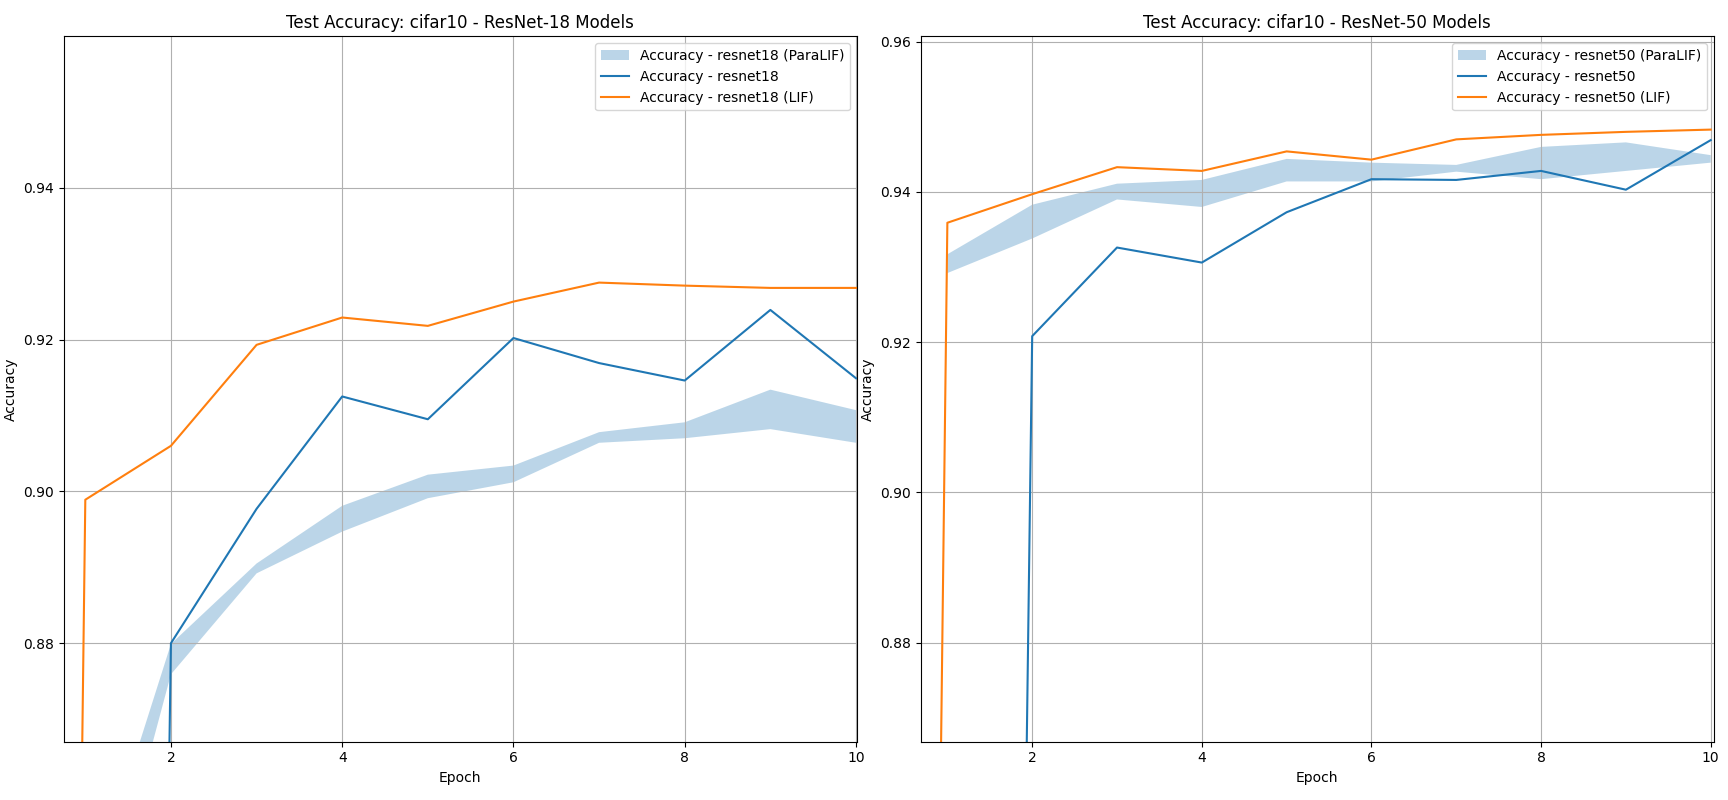 Test Accuracy: cifar10 - ResNet-18 Models
Accuracy - resnet18 (ParaLIF)
Accuracy - resnet18
Accuracy - resnet18 (LIF)
0.94
0.92
0.90
0.88
Accuracy
2
4
6
8
10
Epoch
Test Accuracy: cifar10 - ResNet-50 Models
Accuracy - resnet50 (ParaLIF)
Accuracy - resnet50
Accuracy - resnet50 (LIF)
0.96
0.94
0.92
0.90
0.88
Accuracy
2
4
6
8
10
Epoch